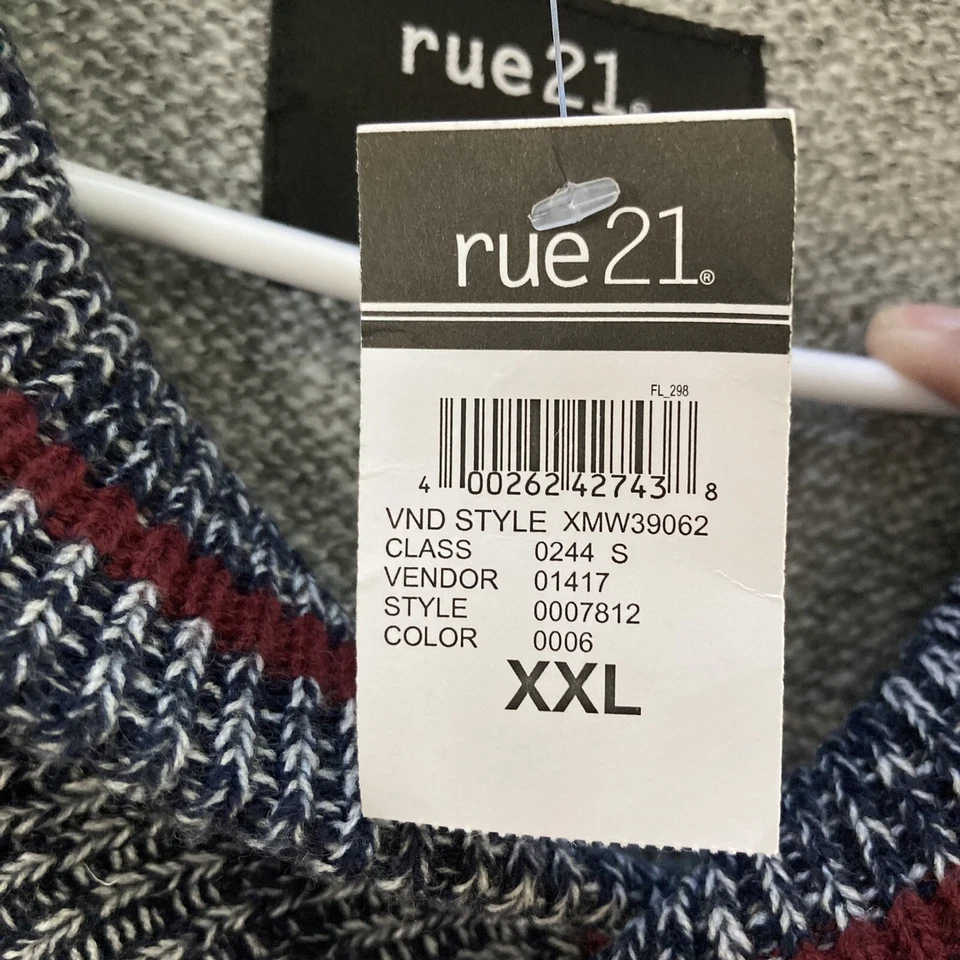 rue21®
rue21®
FL_298
4 00262 42743 8
VND STYLE XMW39062
CLASS 0244 S
VENDOR 01417
STYLE 0007812
COLOR 0006
XXL